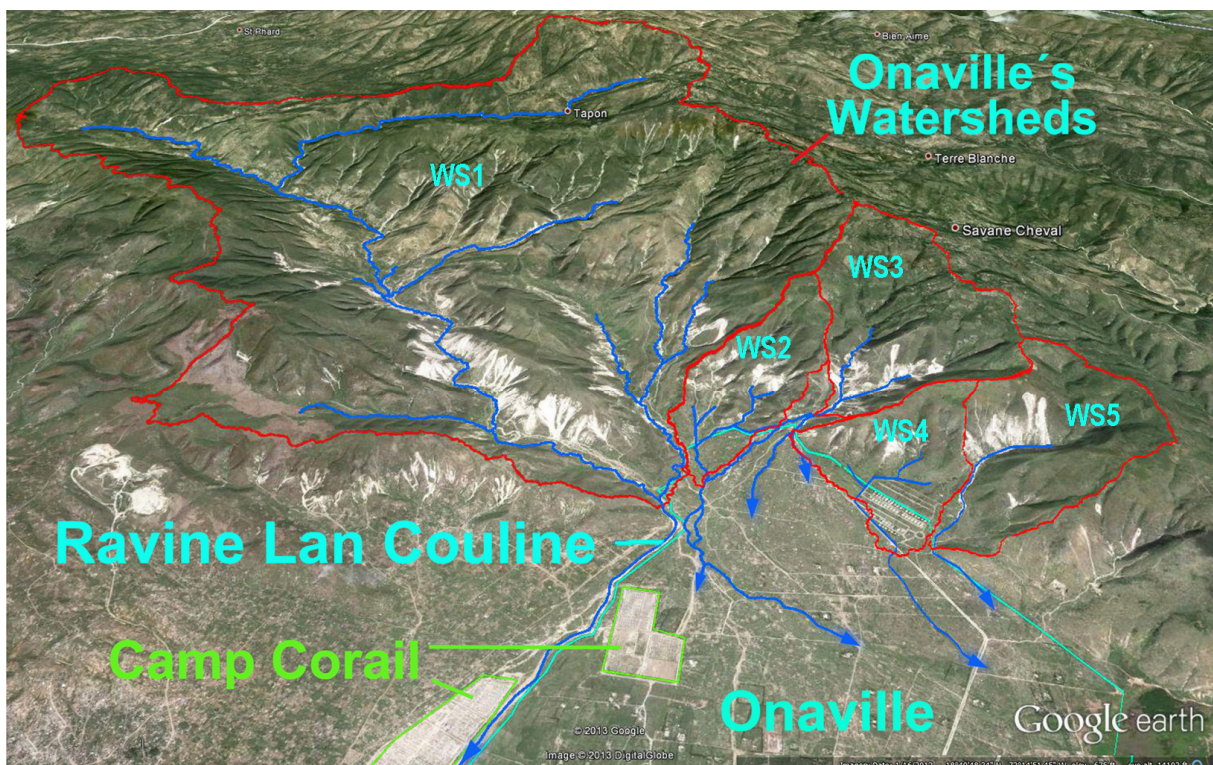 St Phard
Bien Aime
Onaville´s
Watersheds
Tapon
Terre Blanche
WS1
Savane Cheval
WS3
WS2
WS5
WS4
Ravine Lan Couline
Camp Corail
Onaville
Google earth
© 2013 Google
Image © 2013 DigitalGlobe